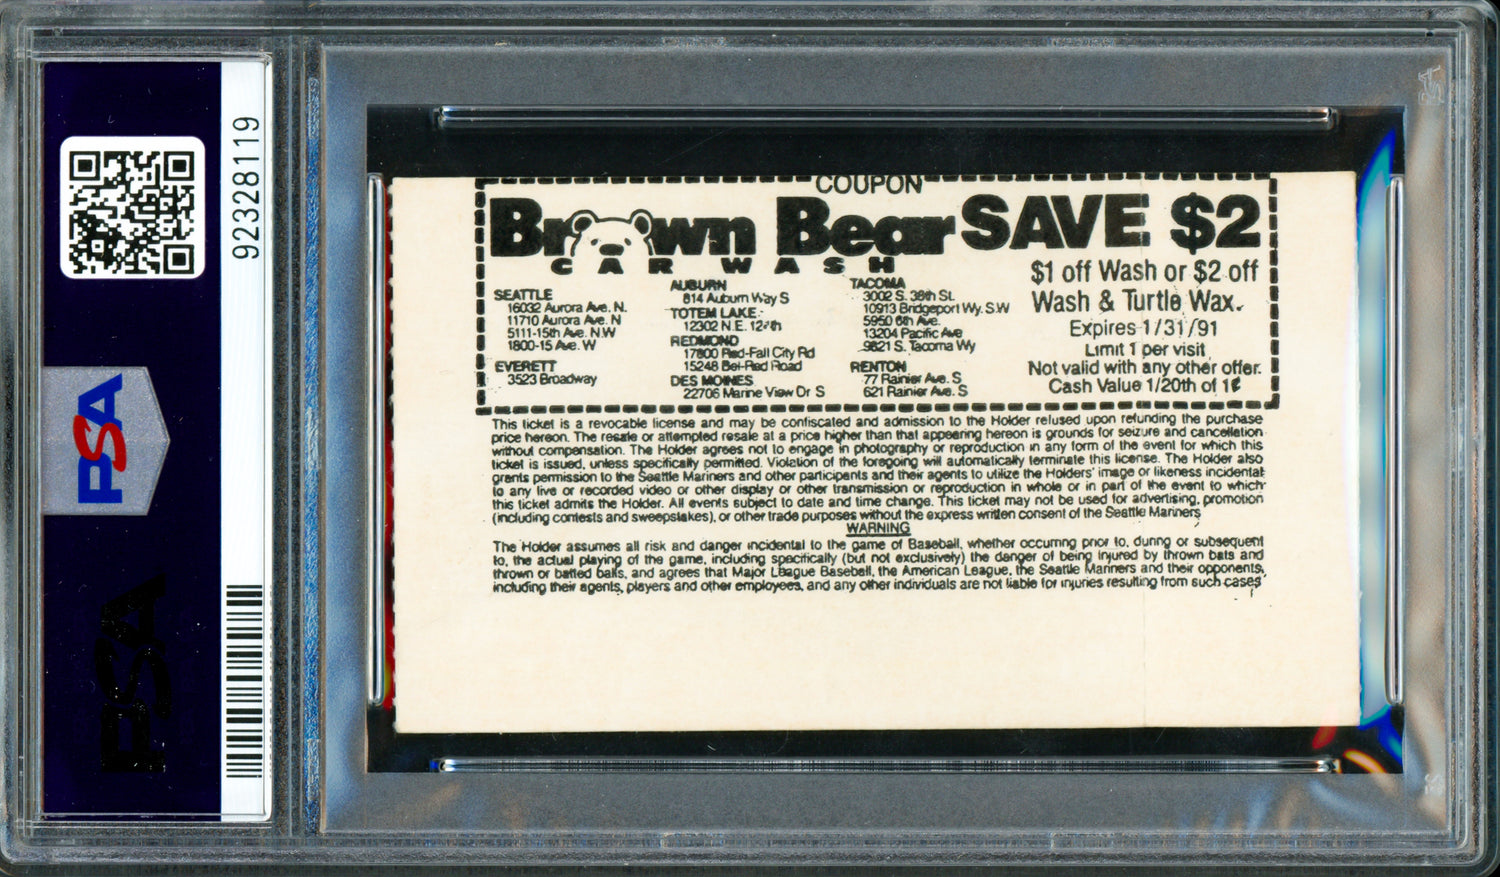 PSA
92328119
COUPON
Brown Bear
CAR WASH
SAVE $2
$1 off Wash or $2 off
Wash & Turtle Wax.
Expires 1/31/91
Limit 1 per visit
Not valid with any other offer.
Cash Value 1/20th of 1¢
SEATTLE
16032 Aurora Ave. N.
11710 Aurora Ave. N
5111-15th Ave. N.W
1800-15 Ave. W
EVERETT
3523 Broadway
AUBURN
814 Auburn Way S
TOTEM LAKE
12302 N.E. 124th
REDMOND
17800 Red-Fall City Rd
15248 Bel-Red Road
DES MOINES
22706 Marine View Dr S
TACOMA
3002 S. 38th St.
10913 Bridgeport Wy. S.W
5950 6th Ave.
13204 Pacific Ave
9821 S. Tacoma Wy
RENTON
77 Rainier Ave. S
621 Rainier Ave. S
This ticket is a revocable license and may be confiscated and admission to the Holder refused upon refunding the purchase
price hereon. The resale or attempted resale at a price higher than that appearing hereon is grounds for seizure and cancellation
without compensation. The Holder agrees not to engage in photography or reproduction in any form of the event for which this
ticket is issued, unless specifically permitted. Violation of the foregoing will automatically terminate this license. The Holder also
grants permission to the Seattle Mariners and other participants and their agents to utilize the Holders' image or likeness incidental
to any live or recorded video or other display or other transmission or reproduction in whole or in part of the event to which
this ticket admits the Holder. All events subject to date and time change. This ticket may not be used for advertising, promotion
(including contests and sweepstakes), or other trade purposes without the express written consent of the Seattle Mariners
WARNING
The Holder assumes all risk and danger incidental to the game of Baseball, whether occurring prior to, during or subsequent
to, the actual playing of the game, including specifically (but not exclusively) the danger of being injured by thrown bats and
thrown or batted balls, and agrees that Major League Baseball, the American League, the Seattle Mariners and their opponents,
including their agents, players and other employees, and any other individuals are not liable for injuries resulting from such cases
PSA